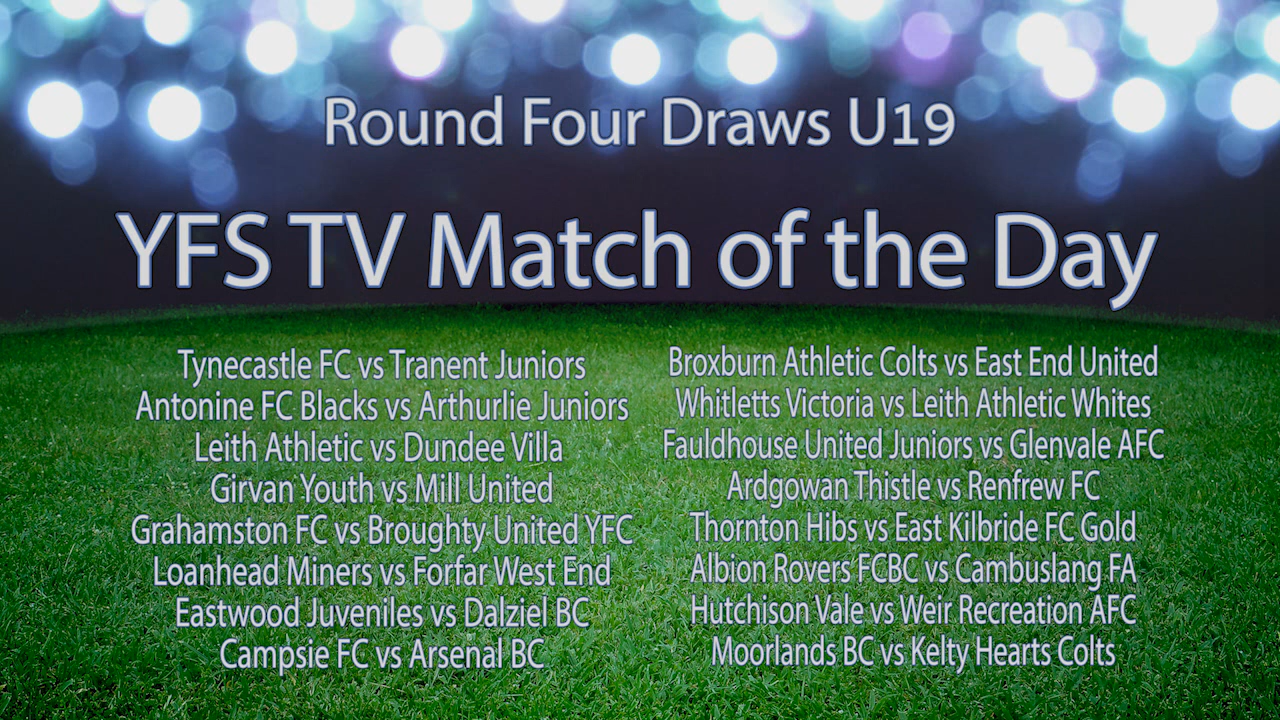 Round Four Draws U19
YFS TV Match of the Day
Tynecastle FC vs Tranent Juniors
Antonine FC Blacks vs Arthurlie Juniors
Leith Athletic vs Dundee Villa
Girvan Youth vs Mill United
Grahamston FC vs Broughty United YFC
Loanhead Miners vs Forfar West End
Eastwood Juveniles vs Dalziel BC
Campsie FC vs Arsenal BC
Broxburn Athletic Colts vs East End United
Whitletts Victoria vs Leith Athletic Whites
Fauldhouse United Juniors vs Glenvale AFC
Ardgowan Thistle vs Renfrew FC
Thornton Hibs vs East Kilbride FC Gold
Albion Rovers FCBC vs Cambuslang FA
Hutchison Vale vs Weir Recreation AFC
Moorlands BC vs Kelty Hearts Colts